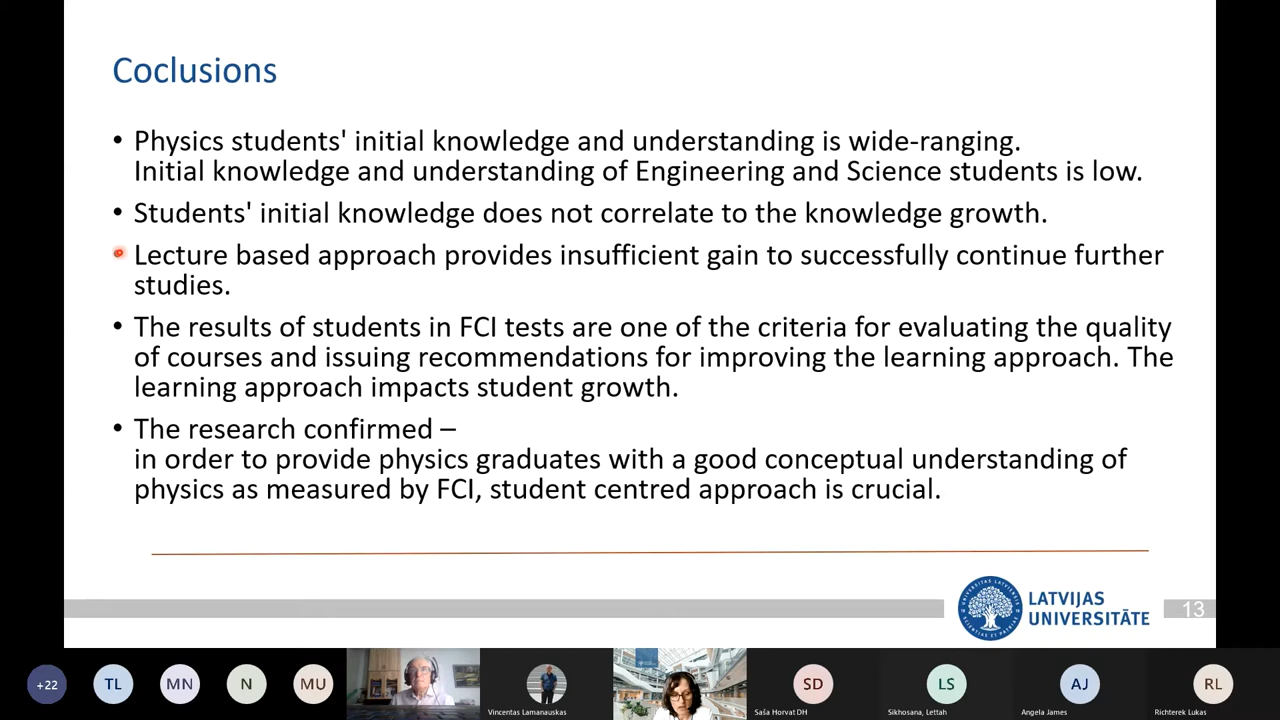 Coclusions
• Physics students' initial knowledge and understanding is wide-ranging.
Initial knowledge and understanding of Engineering and Science students is low.
• Students' initial knowledge does not correlate to the knowledge growth.
Lecture based approach provides insufficient gain to successfully continue further
studies.
• The results of students in FCI tests are one of the criteria for evaluating the quality
of courses and issuing recommendations for improving the learning approach. The
learning approach impacts student growth.
• The research confirmed –
in order to provide physics graduates with a good conceptual understanding of
physics as measured by FCI, student centred approach is crucial.
LATVIJAS
UNIVERSITĀTE
13
+22
TL
MN
N
MU
Vincentas Lamanauskas
SD
Saša Horvat DH
LS
Sikhosana, Lettah
AJ
Angela James
RL
Richterek Lukas